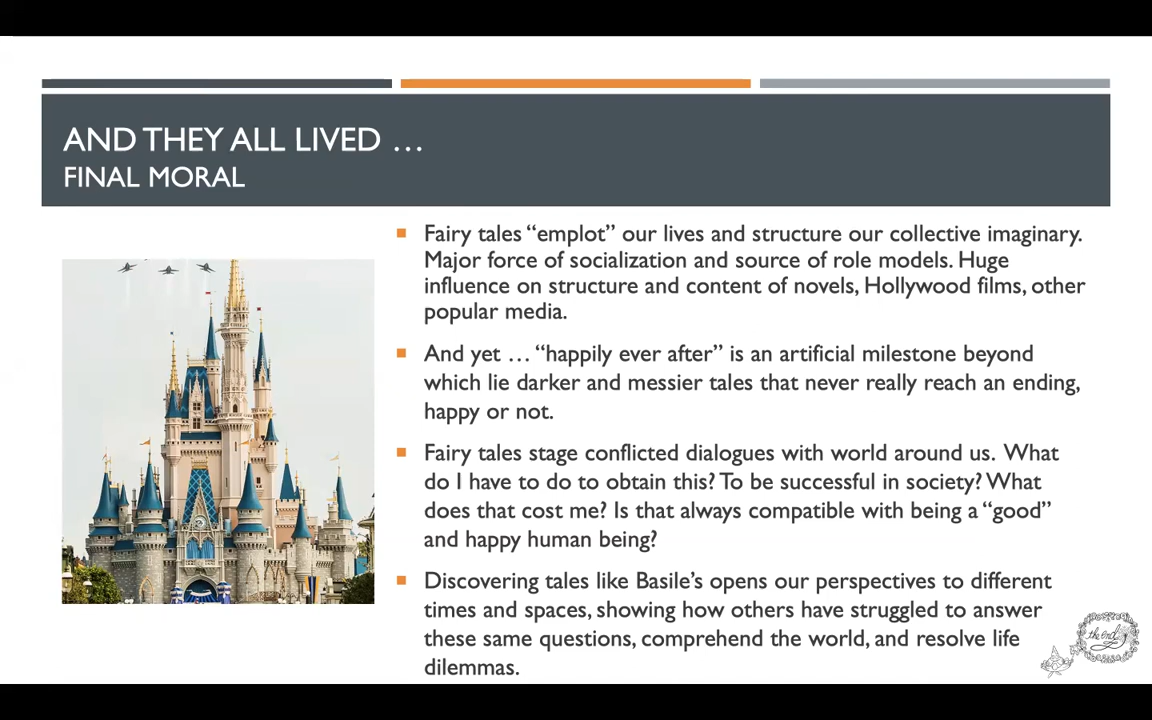 AND THEY ALL LIVED …
FINAL MORAL
Fairy tales “emplot” our lives and structure our collective imaginary.
Major force of socialization and source of role models. Huge
influence on structure and content of novels, Hollywood films, other
popular media.
And yet … “happily ever after” is an artificial milestone beyond
which lie darker and messier tales that never really reach an ending,
happy or not.
Fairy tales stage conflicted dialogues with world around us. What
do I have to do to obtain this? To be successful in society? What
does that cost me? Is that always compatible with being a “good”
and happy human being?
Discovering tales like Basile’s opens our perspectives to different
times and spaces, showing how others have struggled to answer
these same questions, comprehend the world, and resolve life
dilemmas.
the end